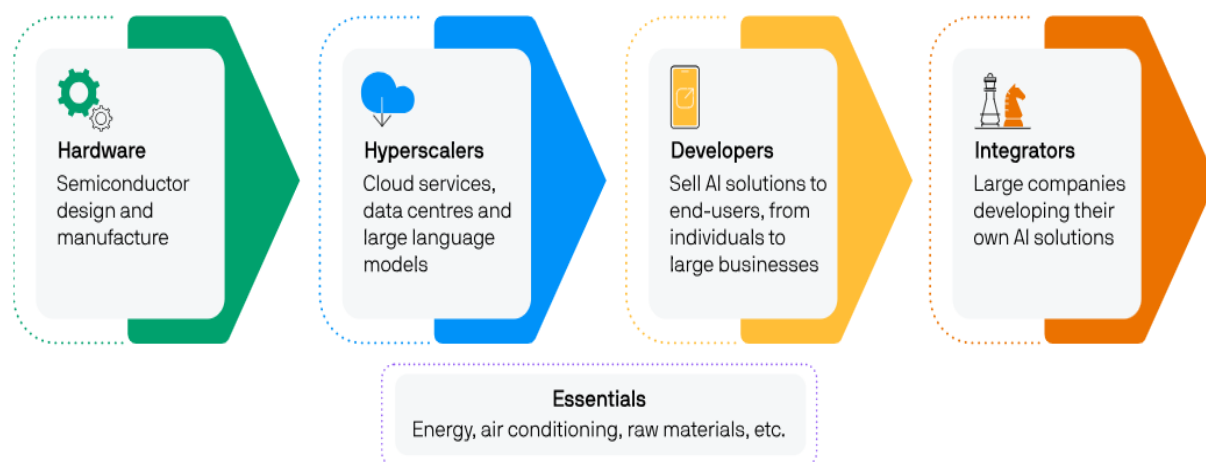 Hardware
Semiconductor
design and
manufacture
Hyperscalers
Cloud services,
data centres and
large language
models
Developers
Sell AI solutions to
end-users, from
individuals to
large businesses
Integrators
Large companies
developing their
own AI solutions
Essentials
Energy, air conditioning, raw materials, etc.